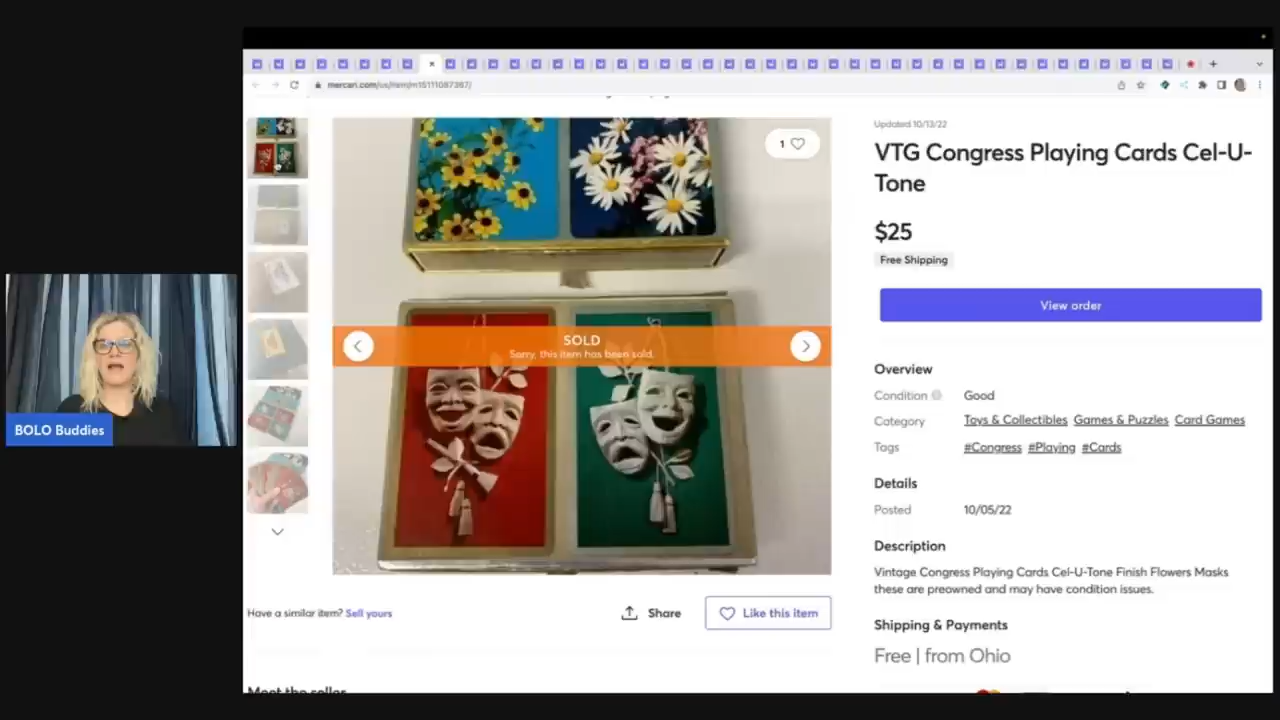 mercari.com/us/item/m15111087367/
Updated 10/13/22
VTG Congress Playing Cards Cel-U-
Tone
$25
Free Shipping
View order
1
SOLD
Sorry, this item has been sold.
Overview
Condition Good
Category Toys & Collectibles Games & Puzzles Card Games
Tags #Congress #Playing #Cards
Details
Posted 10/05/22
Description
Vintage Congress Playing Cards Cel-U-Tone Finish Flowers Masks
these are preowned and may have condition issues.
Shipping & Payments
Free | from Ohio
Have a similar item? Sell yours
Share
Like this item
Meet the seller
BOLO Buddies